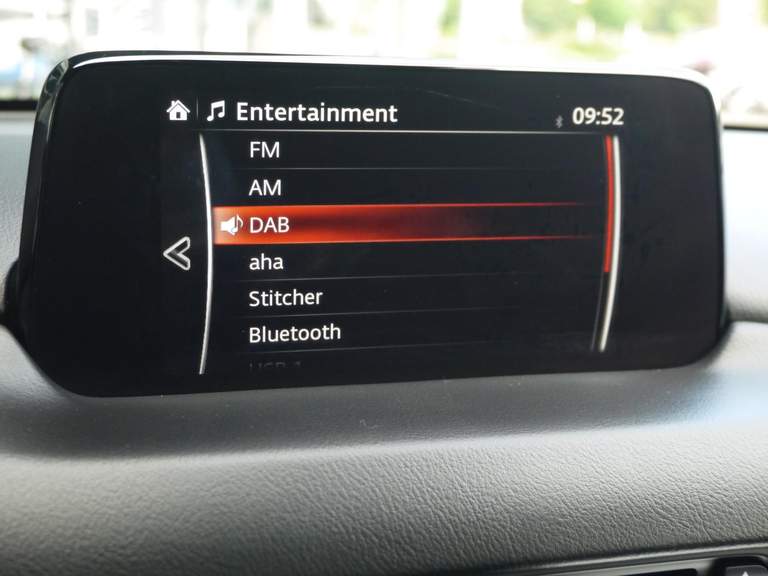 Entertainment 09:52
FM
AM
DAB
aha
Stitcher
Bluetooth